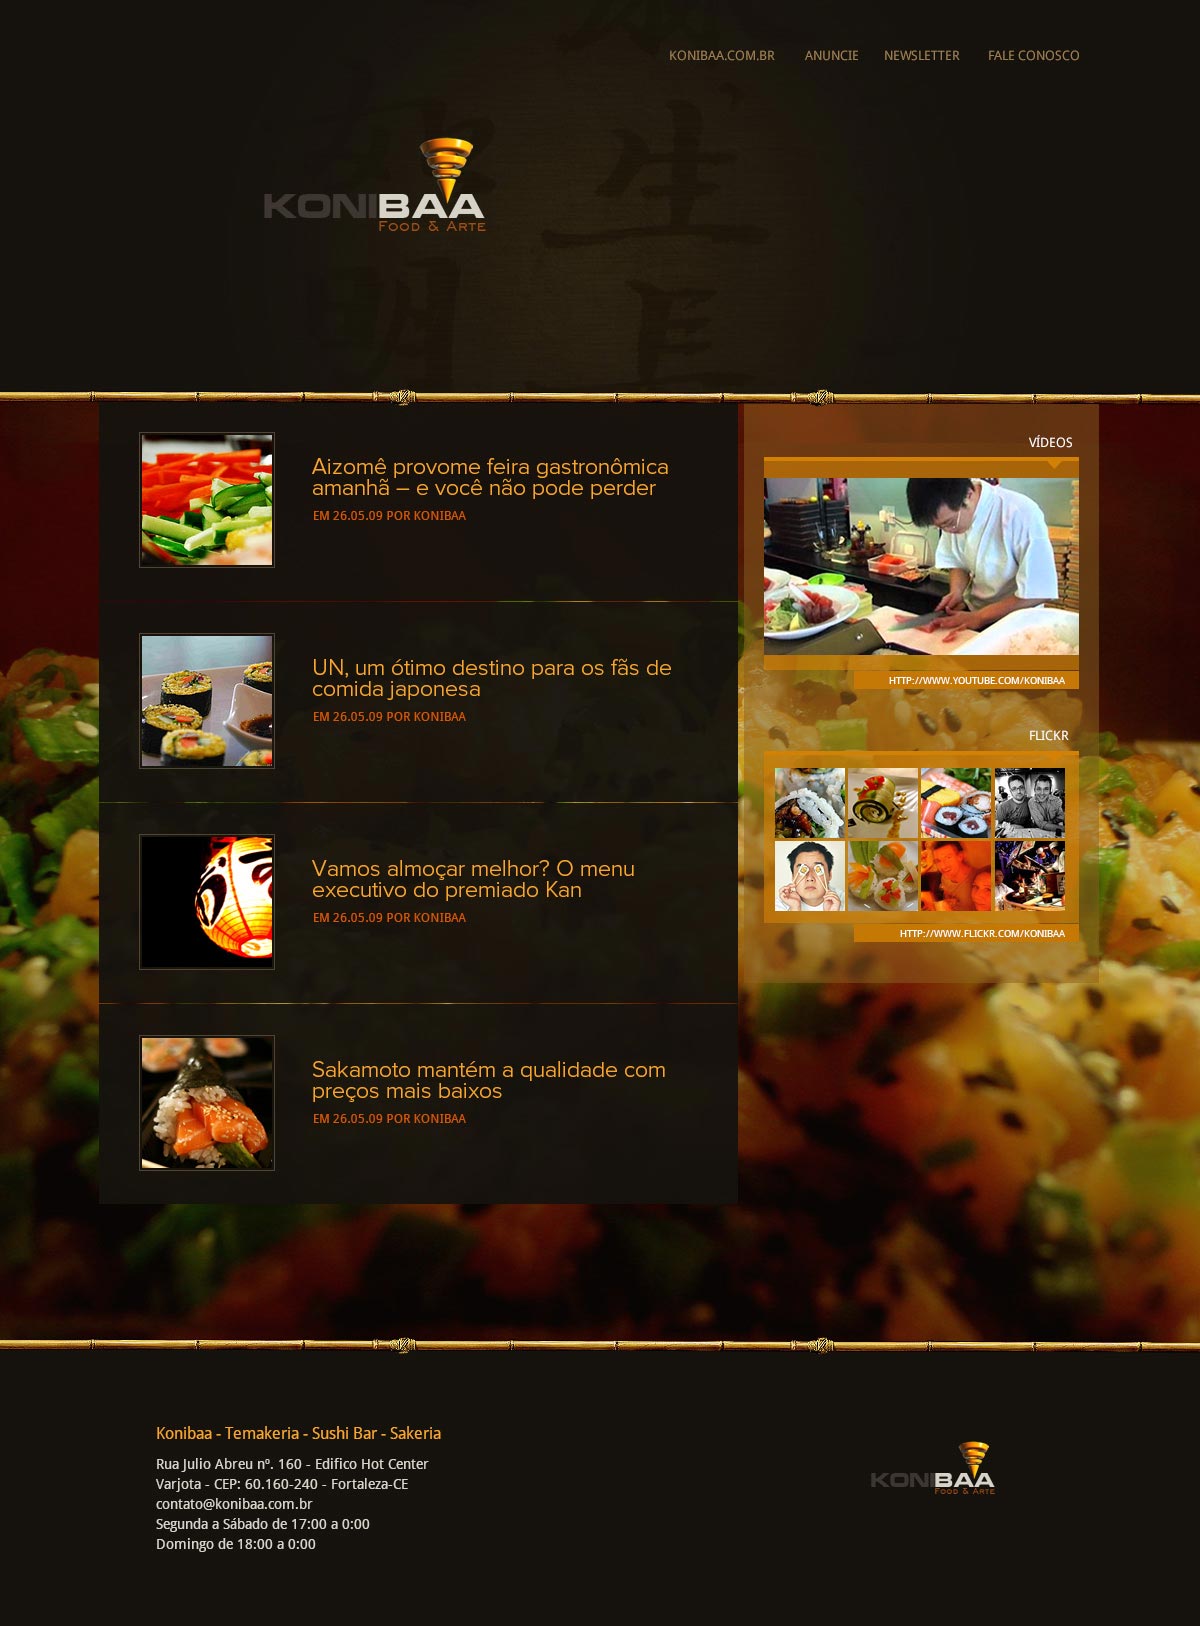 KONIBAA.COM.BR ANUNCIE NEWSLETTER FALE CONOSCO
生
KONIBAA
FOOD & ARTE
明
長
VÍDEOS
Aizomê provome feira gastronômica
amanhã – e você não pode perder
EM 26.05.09 POR KONIBAA
UN, um ótimo destino para os fãs de
comida japonesa
EM 26.05.09 POR KONIBAA
HTTP://WWW.YOUTUBE.COM/KONIBAA
FLICKR
Vamos almoçar melhor? O menu
executivo do premiado Kan
EM 26.05.09 POR KONIBAA
HTTP://WWW.FLICKR.COM/KONIBAA
Sakamoto mantém a qualidade com
preços mais baixos
EM 26.05.09 POR KONIBAA
Konibaa - Temakeria - Sushi Bar - Sakeria
Rua Julio Abreu nº. 160 - Edifico Hot Center
Varjota - CEP: 60.160-240 - Fortaleza-CE
contato@konibaa.com.br
Segunda a Sábado de 17:00 a 0:00
Domingo de 18:00 a 0:00
KONIBAA
FOOD & ARTE